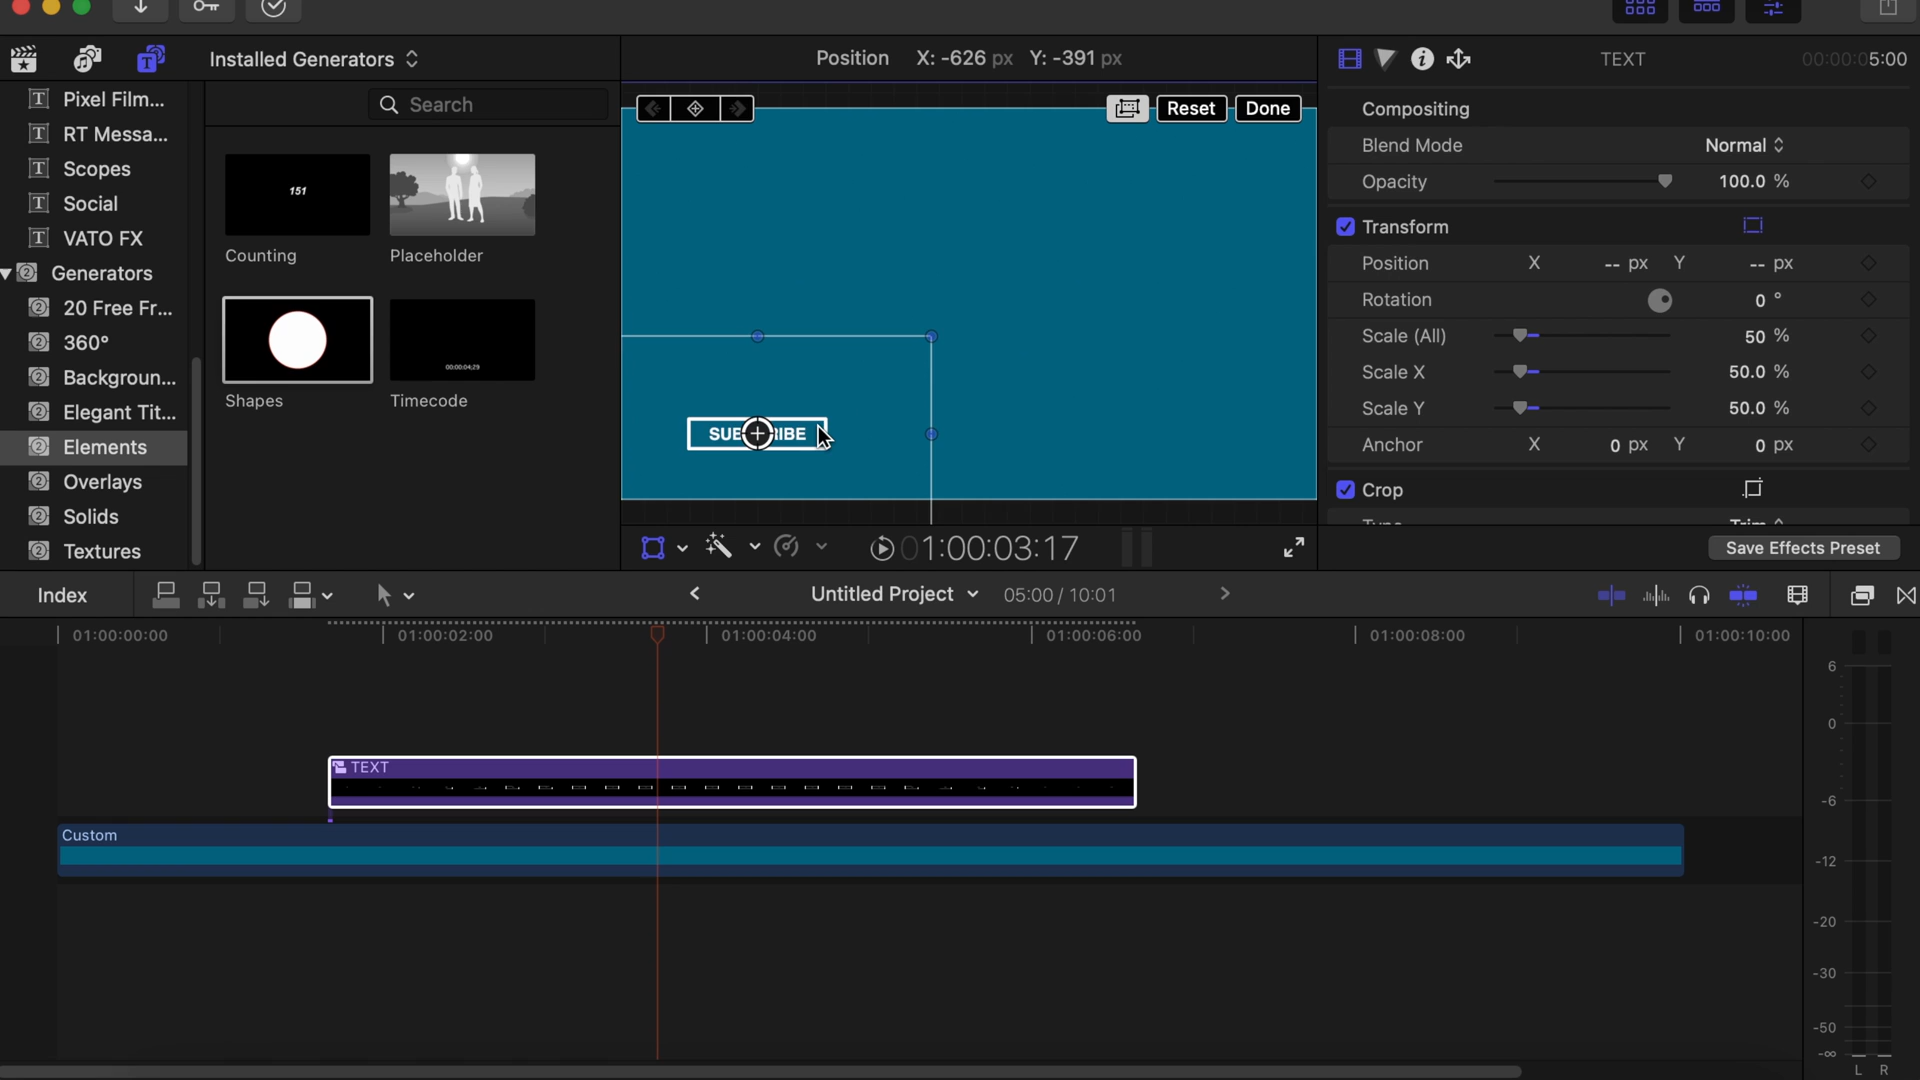 Installed Generators
Position X: -626 px Y: -391 px
TEXT
00:00:05:00
Pixel Film...
RT Messa...
Scopes
Social
VATO FX
Generators
20 Free Fr...
360°
Backgroun...
Elegant Tit...
Elements
Overlays
Solids
Textures
Search
151
Counting
Placeholder
Shapes
00:00:04;29
Timecode
Reset
Done
Compositing
Blend Mode Normal
Opacity 100.0 %
Transform
Position X -- px Y -- px
Rotation 0 °
Scale (All) 50 %
Scale X 50.0 %
Scale Y 50.0 %
Anchor X 0 px Y 0 px
Crop
01:00:03:17
Save Effects Preset
Index
Untitled Project 05:00 / 10:01
01:00:00:00
01:00:02:00
01:00:04:00
01:00:06:00
01:00:08:00
01:00:10:00
TEXT
Custom
6
0
-6
-12
-20
-30
-50
-∞
L R